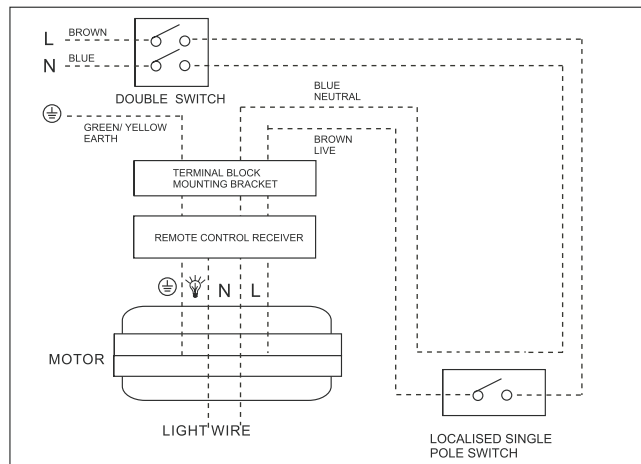 L BROWN
N BLUE
DOUBLE SWITCH
GREEN/ YELLOW
EARTH
BLUE
NEUTRAL
BROWN
LIVE
TERMINAL BLOCK
MOUNTING BRACKET
REMOTE CONTROL RECEIVER
N L
MOTOR
LIGHT WIRE
LOCALISED SINGLE
POLE SWITCH